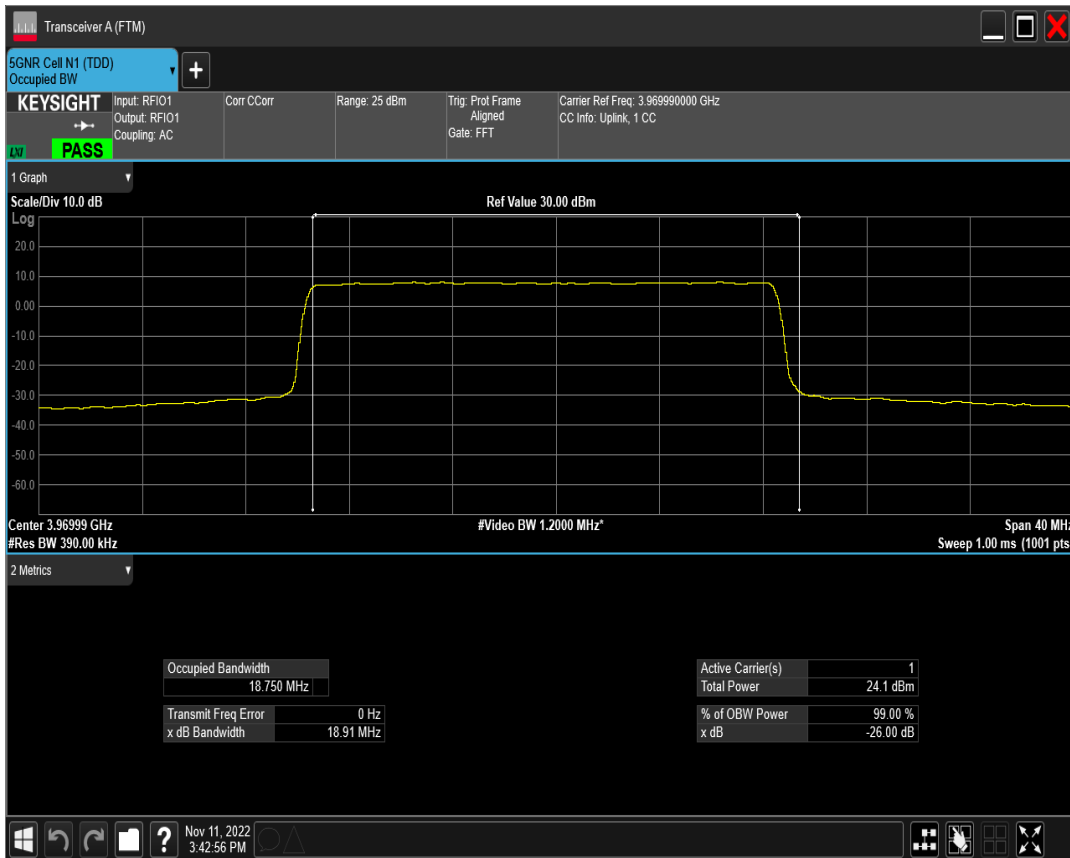 Transceiver A (FTM)
5GNR Cell N1 (TDD)
Occupied BW
+
KEYSIGHT
LXI
PASS
Input: RFIO1
Output: RFIO1
Coupling: AC
Corr CCorr
Range: 25 dBm
Trig: Prot Frame
Aligned
Gate: FFT
Carrier Ref Freq: 3.969990000 GHz
CC Info: Uplink, 1 CC
1 Graph
Scale/Div 10.0 dB
Ref Value 30.00 dBm
Log
20.0
10.0
0.00
-10.0
-20.0
-30.0
-40.0
-50.0
-60.0
Center 3.96999 GHz
#Video BW 1.2000 MHz*
Span 40 MHz
#Res BW 390.00 kHz
Sweep 1.00 ms (1001 pts
2 Metrics
Occupied Bandwidth
18.750 MHz
Transmit Freq Error 0 Hz
x dB Bandwidth 18.91 MHz
Active Carrier(s) 1
Total Power 24.1 dBm
% of OBW Power 99.00 %
x dB -26.00 dB
?
Nov 11, 2022
3:42:56 PM